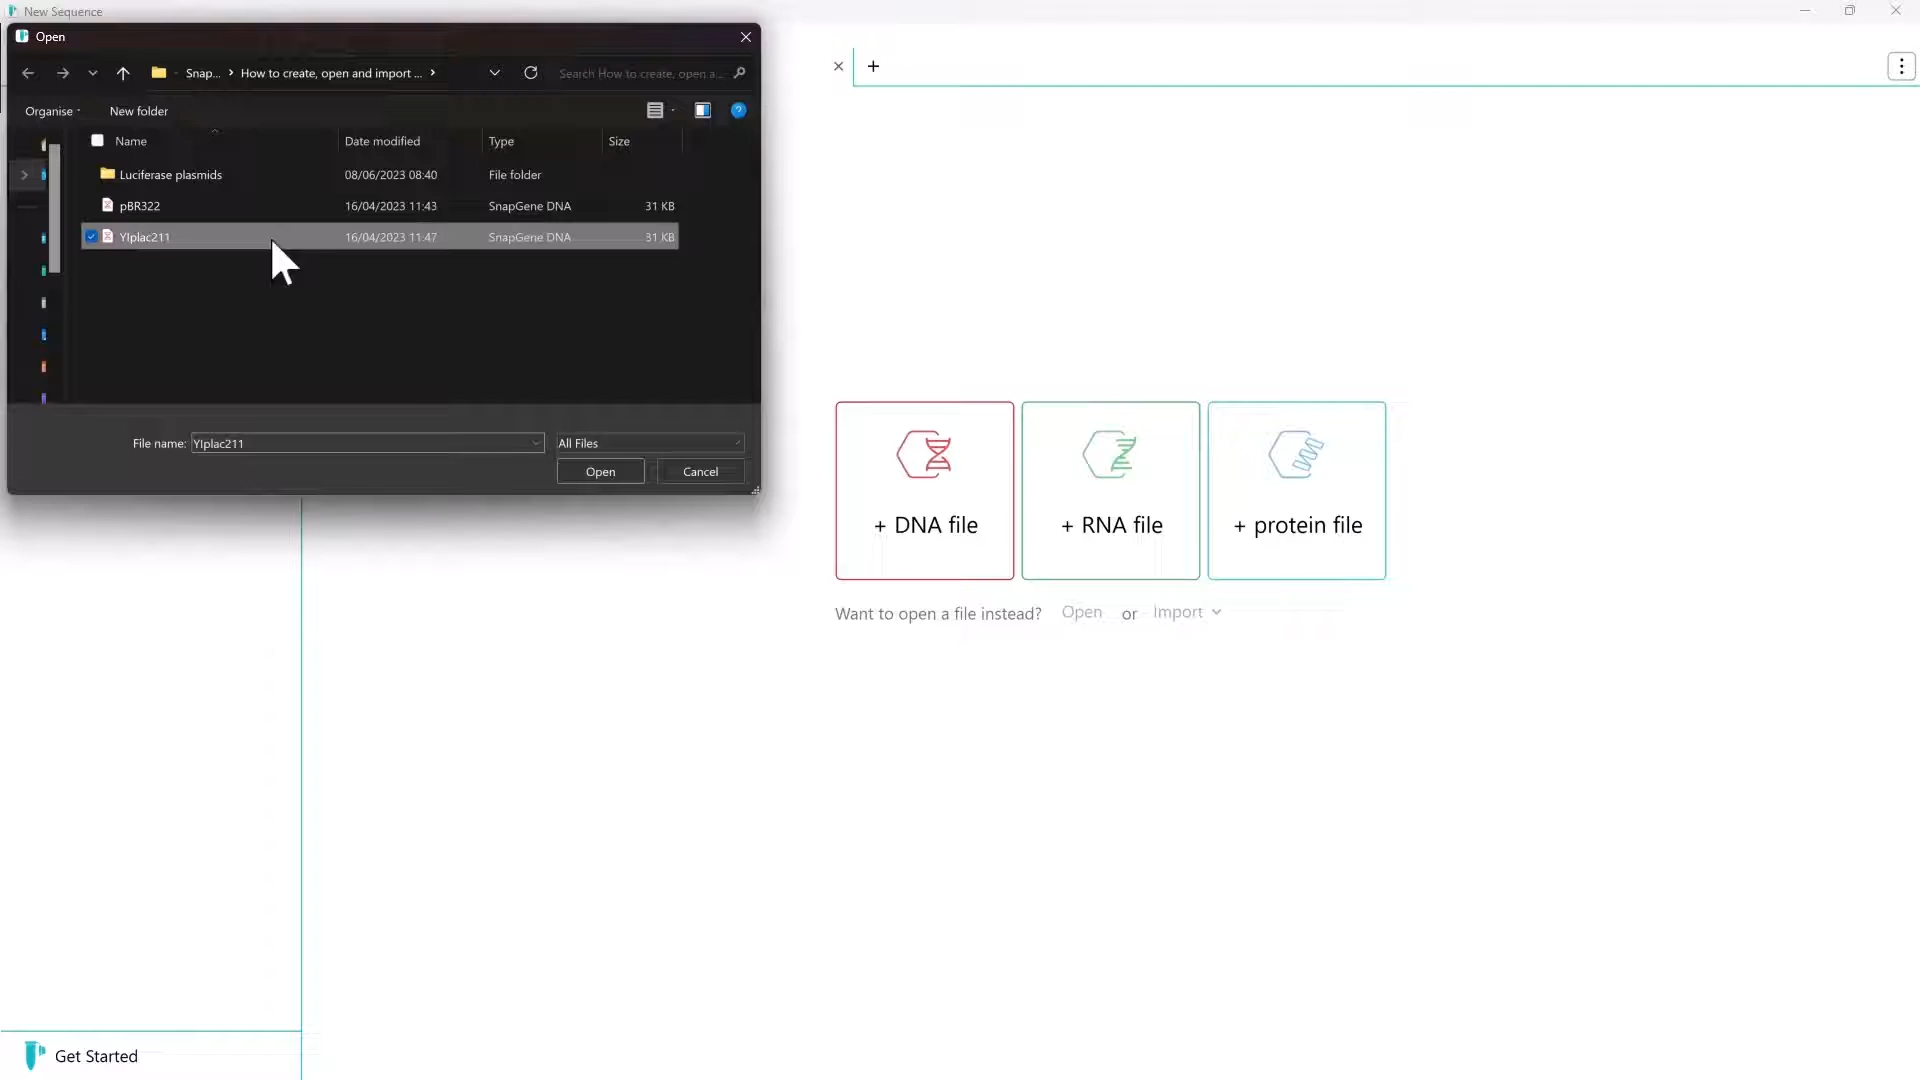 New Sequence
Open
Snap... How to create, open and import ... Search How to create, open a...
Organise New folder
Name Date modified Type Size
Luciferase plasmids 08/06/2023 08:40 File folder
pBR322 16/04/2023 11:43 SnapGene DNA 31 KB
YIplac211 16/04/2023 11:47 SnapGene DNA 31 KB
File name: YIplac211 All Files
Open Cancel
+ DNA file + RNA file + protein file
Want to open a file instead? Open or Import
Get Started